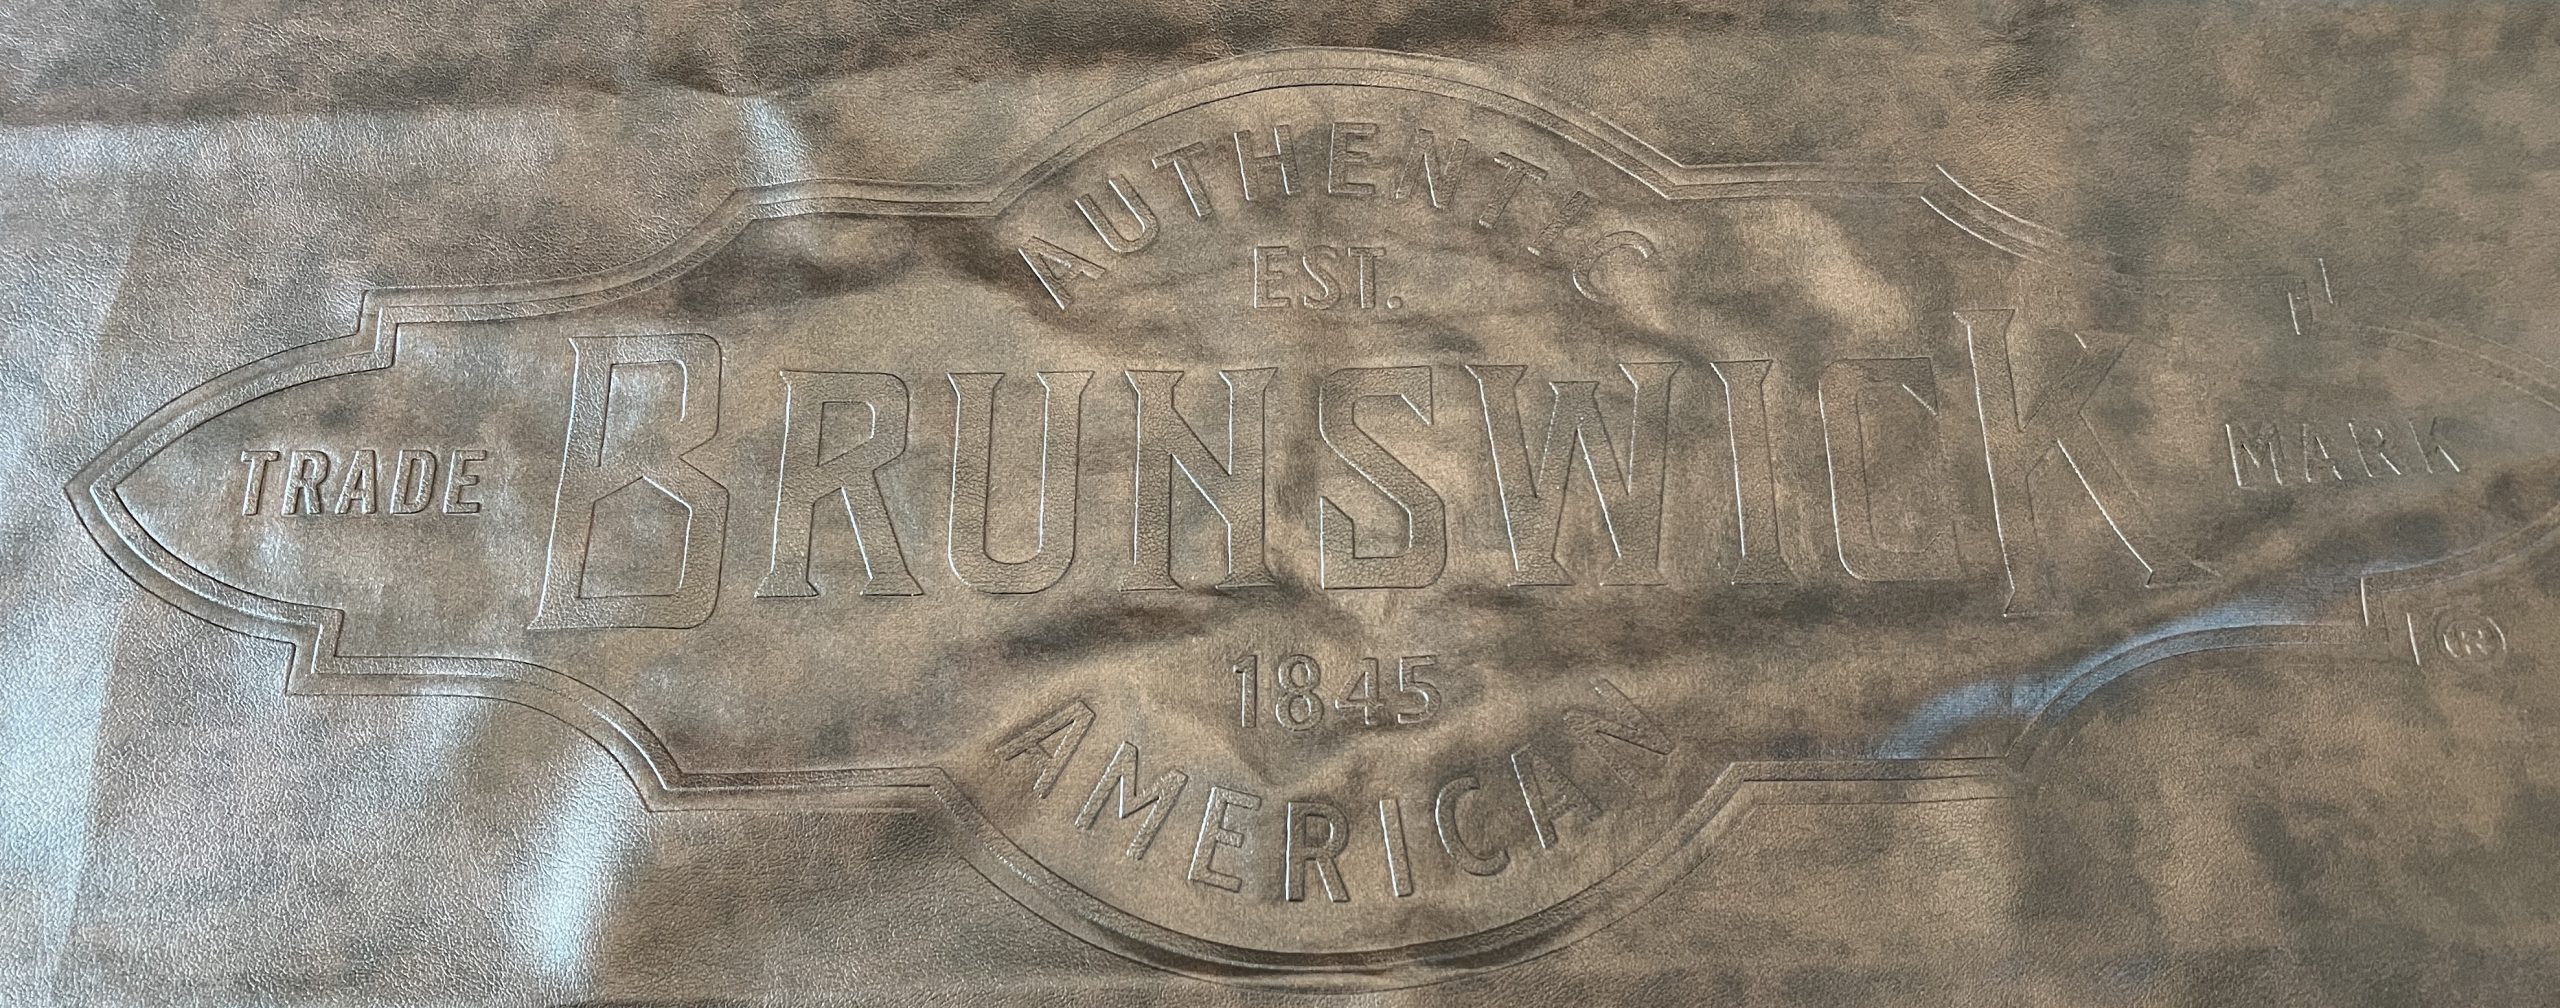 AUTHENTIC
EST.
TRADE BRUNSWICK MARK
®
1845
AMERICAN